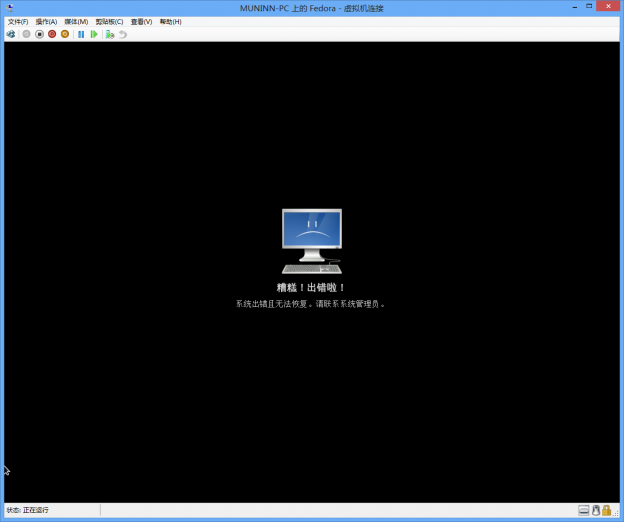 MUNINN-PC 上的 Fedora - 虚拟机连接
文件(F) 操作(A) 媒体(M) 剪贴板(C) 查看(V) 帮助(H)
糟糕！出错啦！
系统出错且无法恢复。请联系系统管理员。
状态: 正在运行